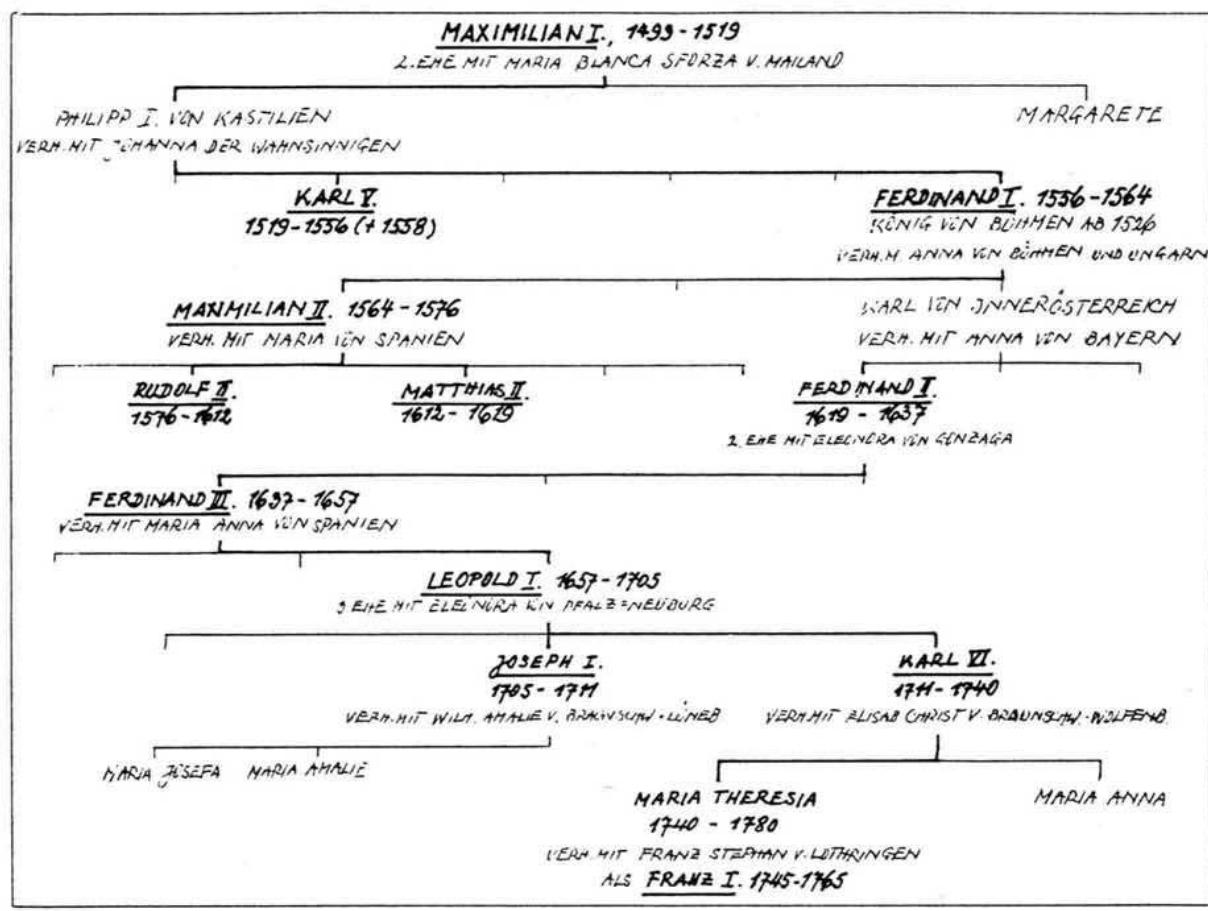 MAXIMILIAN I., 1493-1519
2. EHE MIT MARIA BLANCA SFORZA V. MAILAND
PHILIPP I. VON KASTILIEN
VERH. MIT JOHANNA DER WAHNSINNIGEN
MARGARETE
KARL V.
1519-1556 (+ 1558)
FERDINAND I. 1556-1564
KÖNIG VON BÖHMEN AB 1526
VERH. M. ANNA VON BÖHMEN UND UNGARN
MAXIMILIAN II. 1564-1576
VERH. MIT MARIA VON SPANIEN
KARL VON INNERÖSTERREICH
VERH. MIT ANNA VON BAYERN
RUDOLF II.
1576-1612
MATTHIAS II.
1612-1619
FERDINAND II.
1619-1637
2. EHE MIT ELEONORA VON GONZAGA
FERDINAND III. 1637-1657
VERH. MIT MARIA ANNA VON SPANIEN
LEOPOLD I. 1657-1705
3 EHE MIT ELEONORA VON PFALZ=NEUBURG
JOSEPH I.
1705-1711
VERH. MIT WILH. AMALIE V. BRAUNSCHW.-LÜNEB
KARL VI.
1711-1740
VERH. MIT ELISAB CHRIST V. BRAUNSCHW.-WOLFENB.
MARIA JOSEFA MARIA AMALIE
MARIA THERESIA
1740 - 1780
VERH. MIT FRANZ STEPHAN V. LOTHRINGEN
ALS FRANZ I. 1745-1765
MARIA ANNA